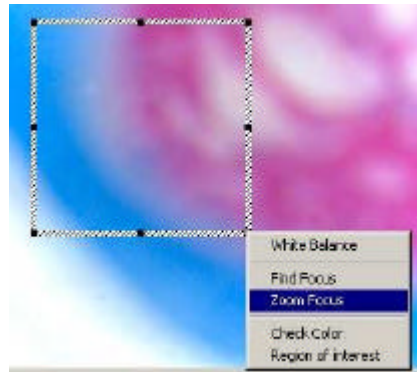 White Balance
Find Focus
Zoom Focus
Check Color
Region of interest